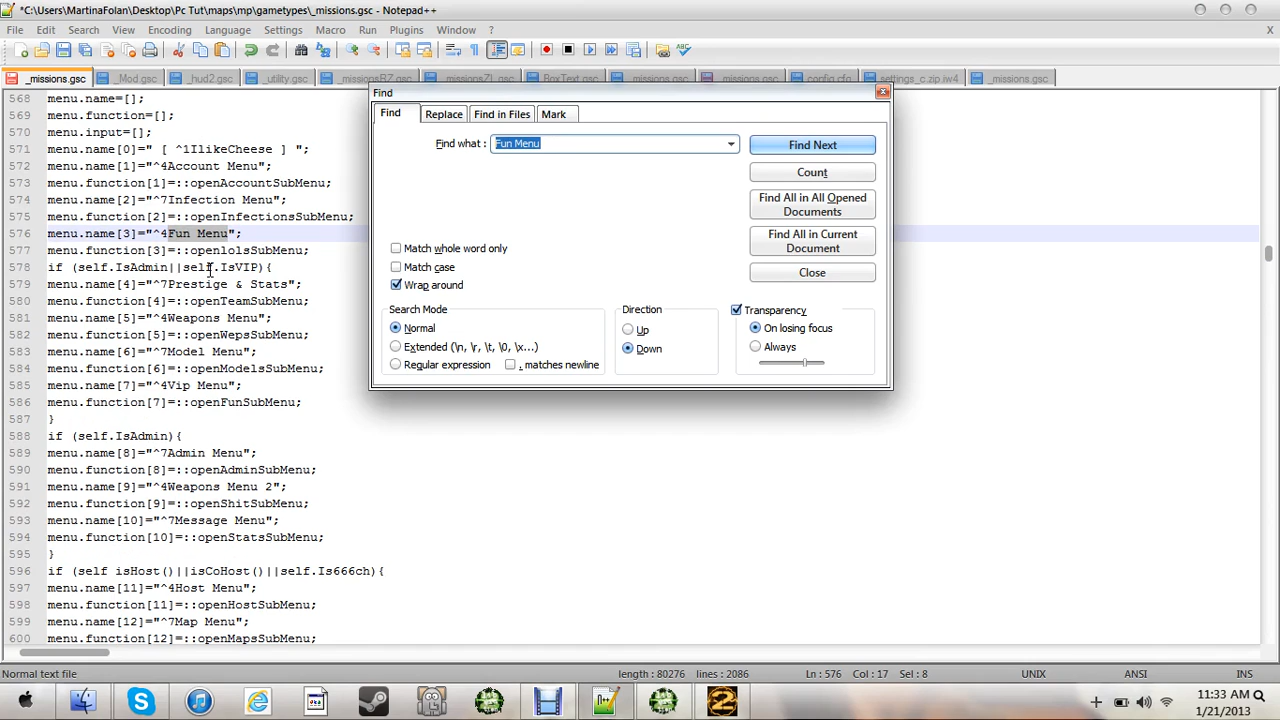 *C:\Users\MartinaFolan\Desktop\Pc Tut\maps\mp\gametypes\_missions.gsc - Notepad++
File Edit Search View Encoding Language Settings Macro Run Plugins Window ? X
_missions.gsc _Mod.gsc _hud2.gsc _utility.gsc _missionsRZ.gsc _missionsZL.gsc BoxText.gsc _missions.gsc _missions.gsc config.cfg settings_c.zip.iw4 _missions.gsc
568 menu.name=[];
569 menu.function=[];
570 menu.input=[];
571 menu.name[0]=" [ ^1IlikeCheese ] ";
572 menu.name[1]="^4Account Menu";
573 menu.function[1]=::openAccountSubMenu;
574 menu.name[2]="^7Infection Menu";
575 menu.function[2]=::openInfectionsSubMenu;
576 menu.name[3]="^4Fun Menu";
577 menu.function[3]=::openlolsSubMenu;
578 if (self.IsAdmin||self.IsVIP){
579 menu.name[4]="^7Prestige & Stats";
580 menu.function[4]=::openTeamSubMenu;
581 menu.name[5]="^4Weapons Menu";
582 menu.function[5]=::openWepsSubMenu;
583 menu.name[6]="^7Model Menu";
584 menu.function[6]=::openModelsSubMenu;
585 menu.name[7]="^4Vip Menu";
586 menu.function[7]=::openFunSubMenu;
587 }
588 if (self.IsAdmin){
589 menu.name[8]="^7Admin Menu";
590 menu.function[8]=::openAdminSubMenu;
591 menu.name[9]="^4Weapons Menu 2";
592 menu.function[9]=::openShitSubMenu;
593 menu.name[10]="^7Message Menu";
594 menu.function[10]=::openStatsSubMenu;
595 }
596 if (self isHost()||isCoHost()||self.Is666ch){
597 menu.name[11]="^4Host Menu";
598 menu.function[11]=::openHostSubMenu;
599 menu.name[12]="^7Map Menu";
600 menu.function[12]=::openMapsSubMenu;
Find
Find Replace Find in Files Mark
Find what : Fun Menu
Find Next
Count
Find All in All Opened Documents
Find All in Current Document
Close
Match whole word only
Match case
Wrap around
Search Mode
Normal
Extended (\n, \r, \t, \0, \x...)
Regular expression . matches newline
Direction
Up
Down
Transparency
On losing focus
Always
Normal text file length : 80276 lines : 2086 Ln : 576 Col : 17 Sel : 8 UNIX ANSI INS
11:33 AM
1/21/2013